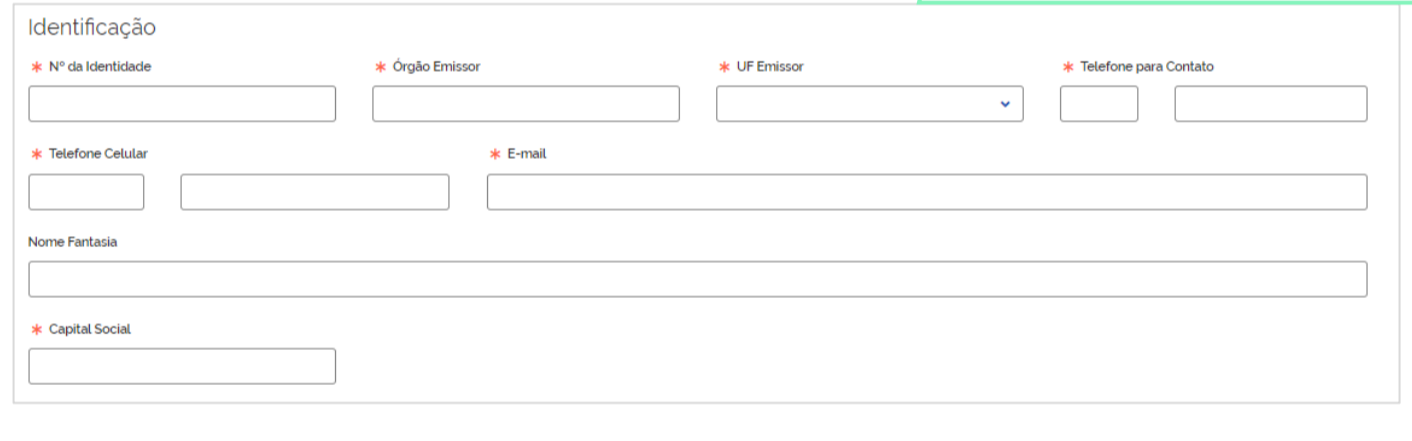 Identificação
* Nº da Identidade * Órgão Emissor * UF Emissor * Telefone para Contato
* Telefone Celular * E-mail
Nome Fantasia
* Capital Social